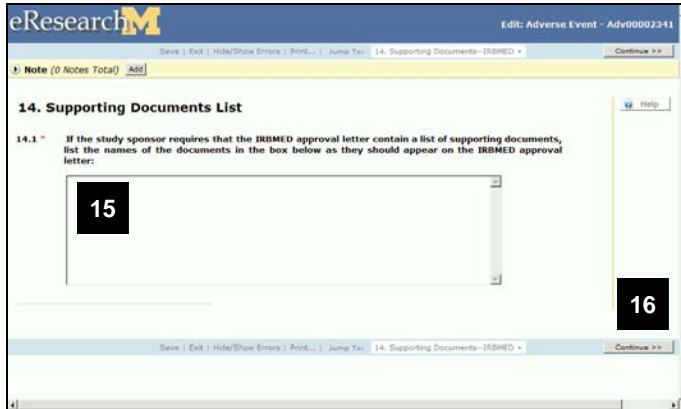 eResearchM
Edit: Adverse Event - Adv00002341
Save | Exit | Hide/Show Errors | Print... | Jump To: 14. Supporting Documents--IRBMED
Continue >>
Note (0 Notes Total) Add
14. Supporting Documents List
Help
14.1 * If the study sponsor requires that the IRBMED approval letter contain a list of supporting documents,
list the names of the documents in the box below as they should appear on the IRBMED approval
letter:
15
16
Save | Exit | Hide/Show Errors | Print... | Jump To: 14. Supporting Documents--IRBMED
Continue >>